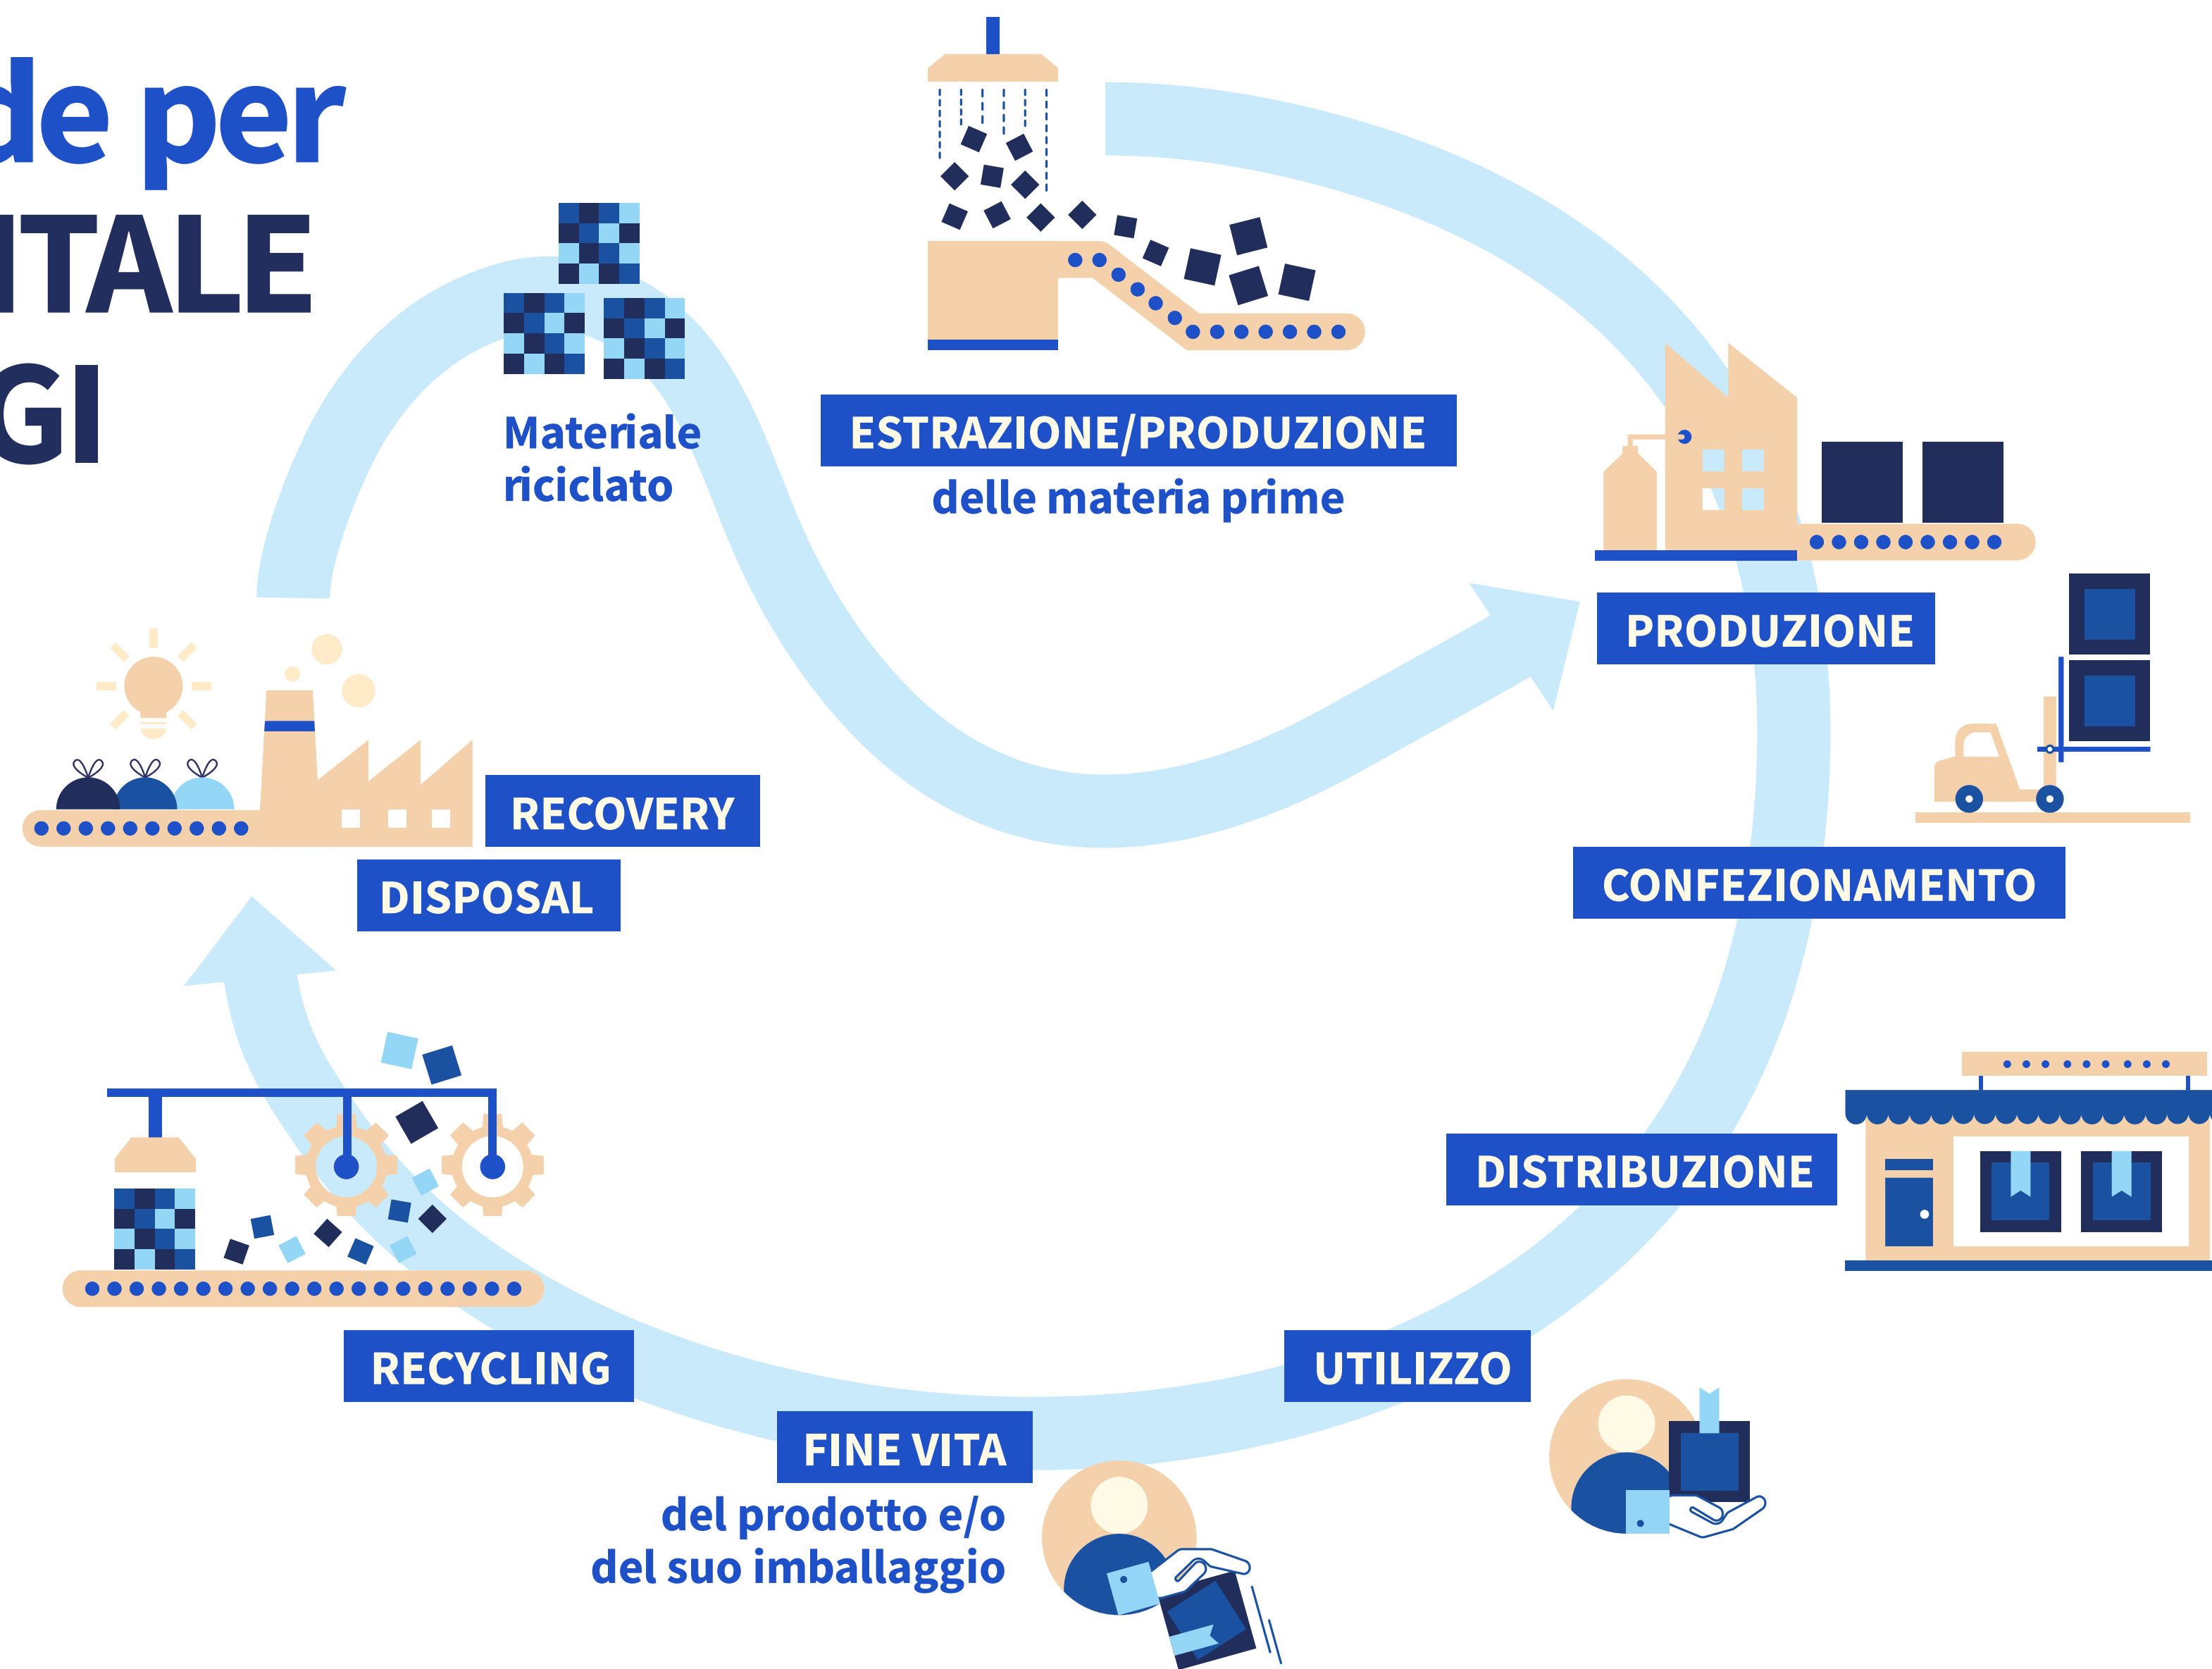 de per
TALE
GI
Materiale
riciclato
ESTRAZIONE/PRODUZIONE
delle materia prime
PRODUZIONE
CONFEZIONAMENTO
DISTRIBUZIONE
UTILIZZO
FINE VITA
del prodotto e/o
del suo imballaggio
RECYCLING
RECOVERY
DISPOSAL